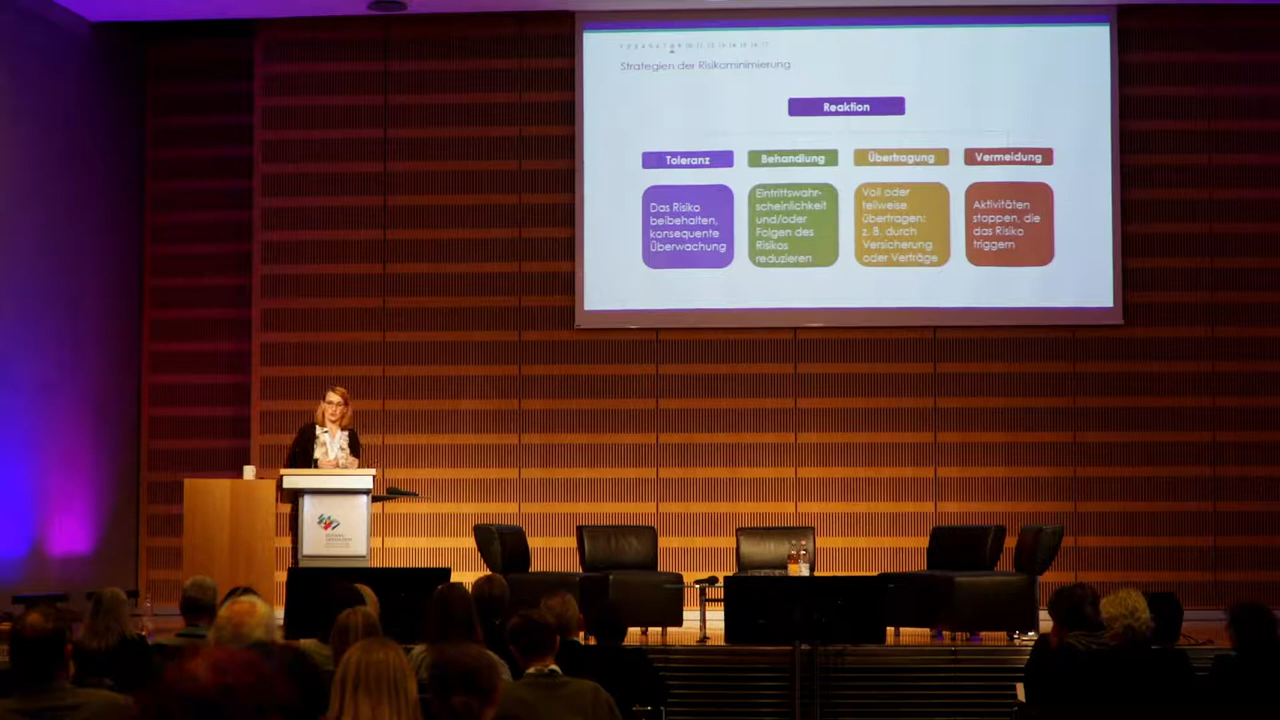 Strategien der Risikominimierung
Reaktion
Toleranz
Behandlung
Übertragung
Vermeidung
Das Risiko
beibehalten,
konsequente
Überwachung
Eintrittswahr-
scheinlichkeit
und/oder
Folgen des
Risikos
reduzieren
Voll oder
teilweise
übertragen:
z. B. durch
Versicherung
oder Verträge
Aktivitäten
stoppen, die
das Risiko
triggern